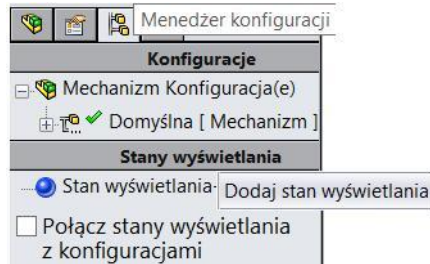 Menedżer konfiguracji
Konfiguracje
Mechanizm Konfiguracja(e)
Domyślna [ Mechanizm ]
Stany wyświetlania
Stan wyświetlania-
Dodaj stan wyświetlania
Połącz stany wyświetlania
z konfiguracjami